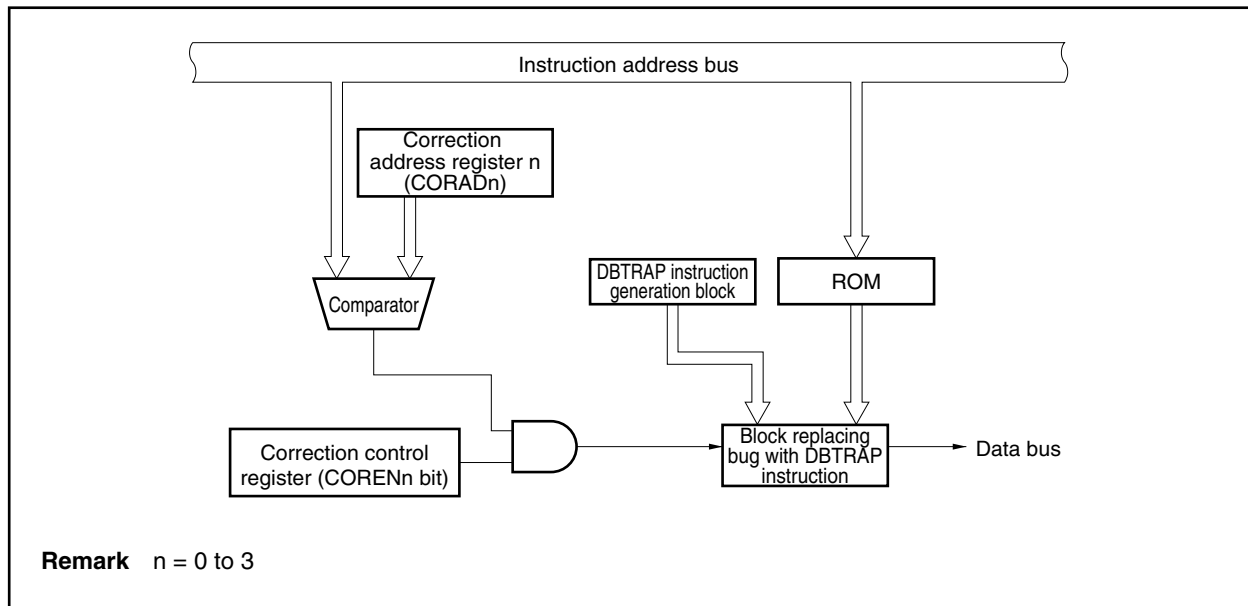 Instruction address bus
Correction
address register n
(CORADn)
DBTRAP instruction
generation block
ROM
Comparator
Correction control
register (CORENn bit)
Block replacing
bug with DBTRAP
instruction
Data bus
Remark n = 0 to 3